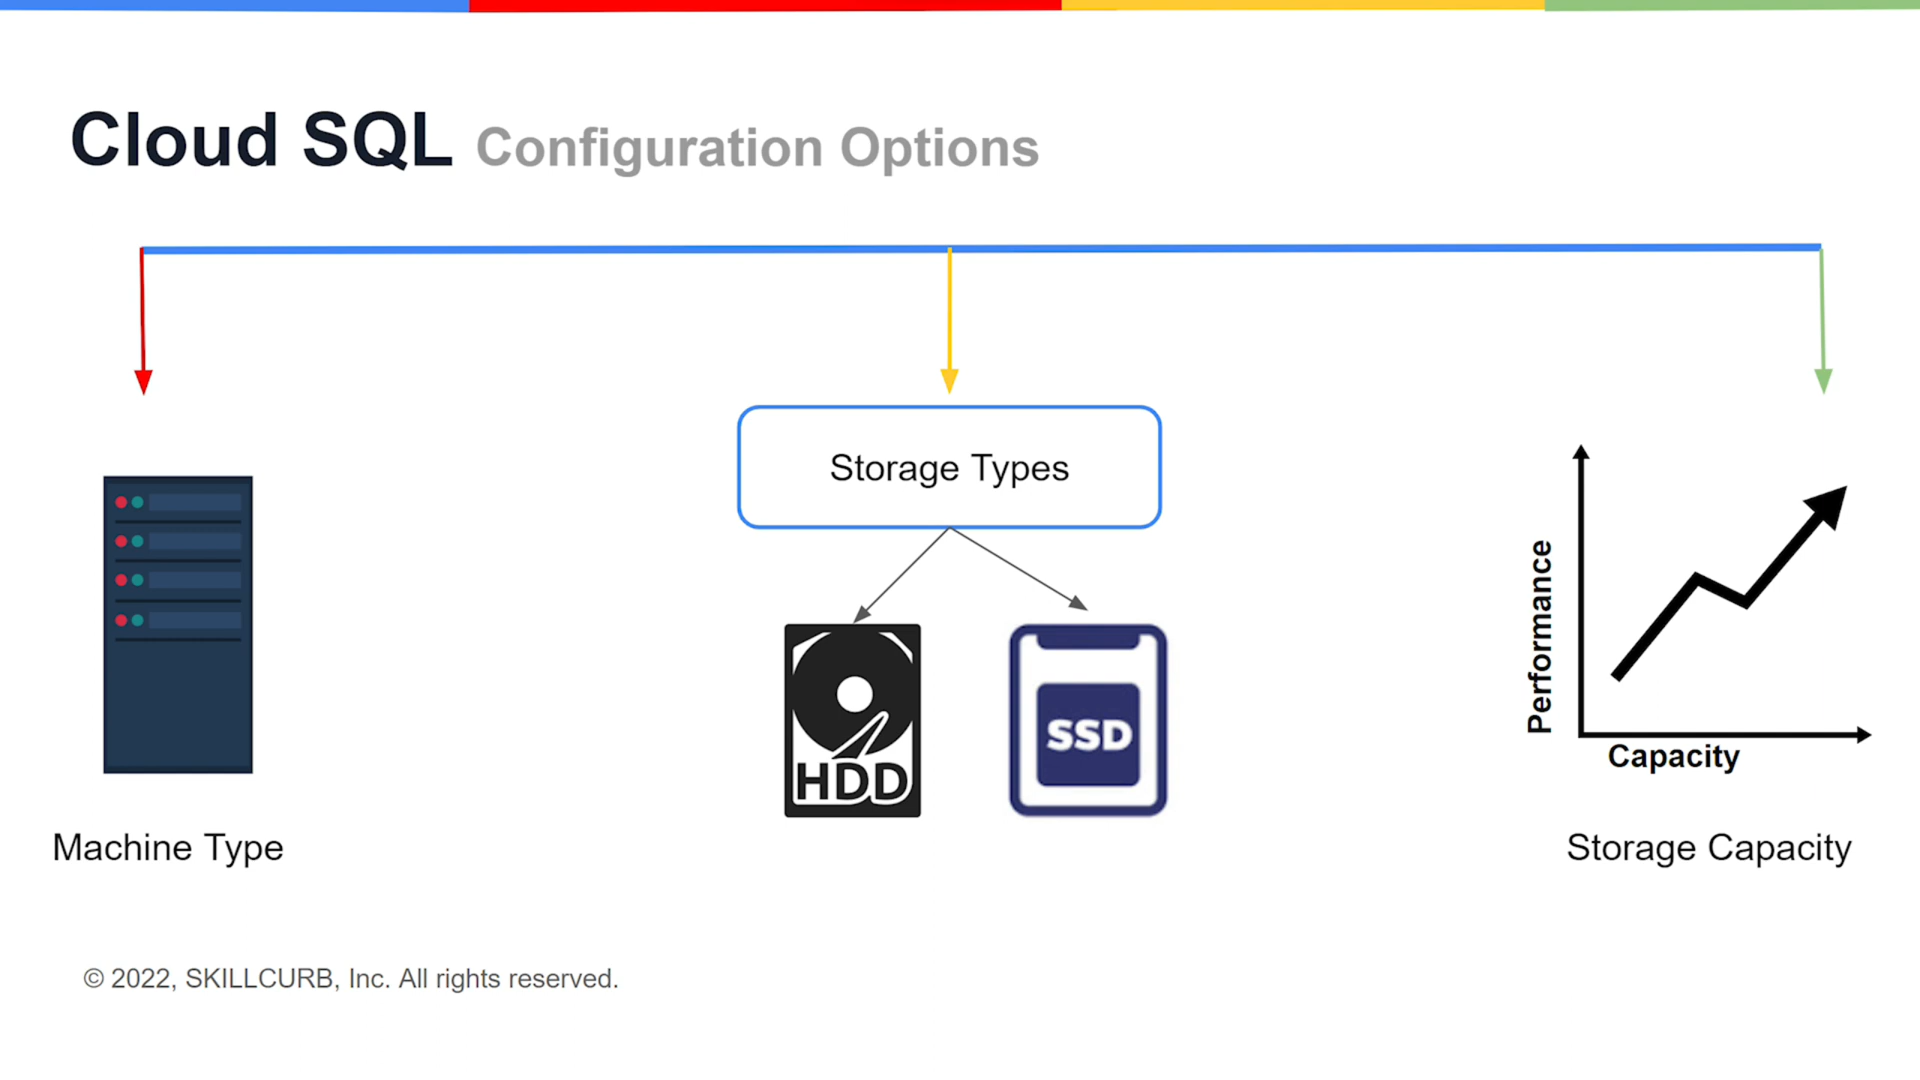 Cloud SQL Configuration Options
Storage Types
HDD
SSD
Performance
Capacity
Machine Type
Storage Capacity
© 2022, SKILLCURB, Inc. All rights reserved.